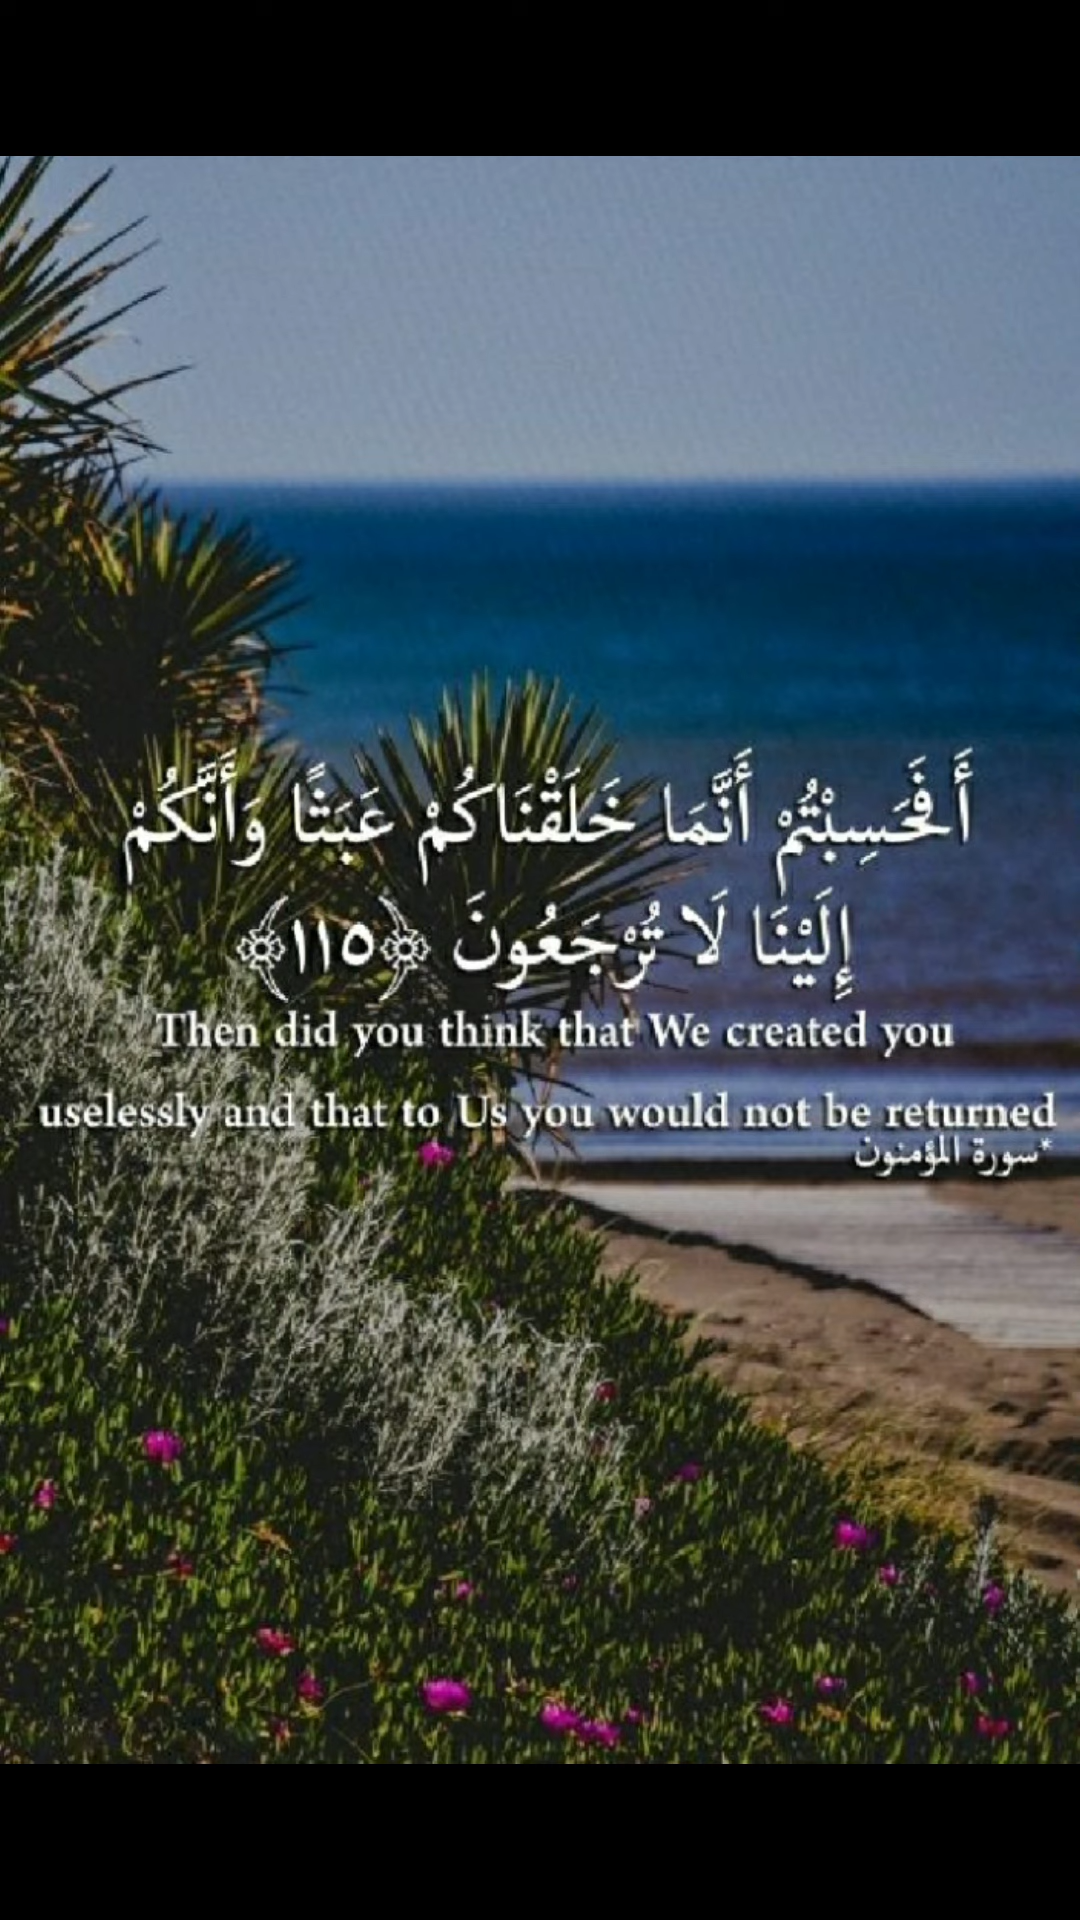 أَفَحَسِبْتُمْ أَنَّمَا خَلَقْنَاكُمْ عَبَثًا وَأَنَّكُمْ
إِلَيْنَا لَا تُرْجَعُونَ ﴿١١٥﴾
Then did you think that We created you
uselessly and that to Us you would not be returned
*سورة المؤمنون